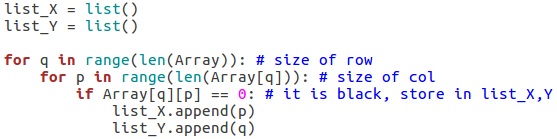 list_X = list()
list_Y = list()

for q in range(len(Array)): # size of row
    for p in range(len(Array[q])): # size of col
        if Array[q][p] == 0: # it is black, store in list_X,Y
            list_X.append(p)
            list_Y.append(q)